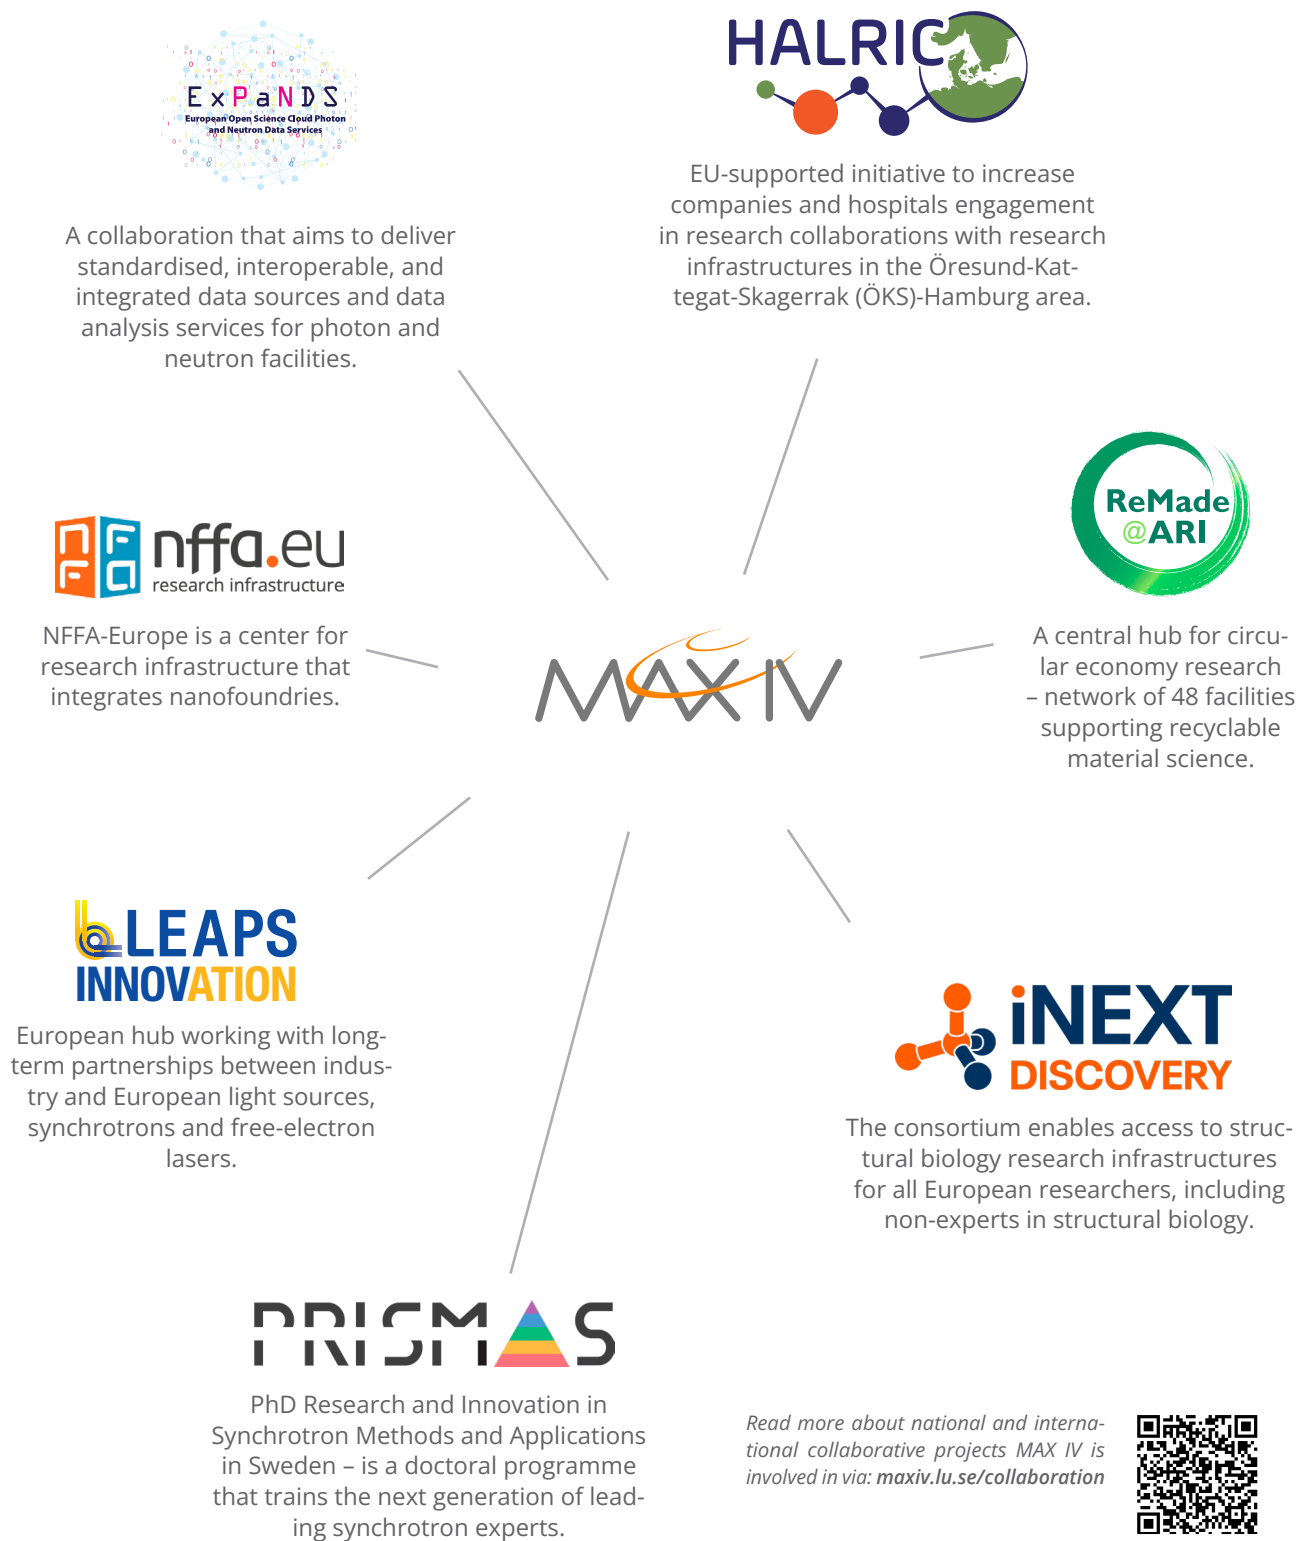 ExPaNDS
European Open Science Cloud Photon
and Neutron Data Services
A collaboration that aims to deliver
standardised, interoperable, and
integrated data sources and data
analysis services for photon and
neutron facilities.
HALRIC
EU-supported initiative to increase
companies and hospitals engagement
in research collaborations with research
infrastructures in the Öresund-Kat-
tegat-Skagerrak (ÖKS)-Hamburg area.
nffa.eu
research infrastructure
NFFA-Europe is a center for
research infrastructure that
integrates nanofoundries.
MAX IV
ReMade
@ARI
A central hub for circu-
lar economy research
– network of 48 facilities
supporting recyclable
material science.
LEAPS
INNOVATION
European hub working with long-
term partnerships between indus-
try and European light sources,
synchrotrons and free-electron
lasers.
iNEXT
DISCOVERY
The consortium enables access to struc-
tural biology research infrastructures
for all European researchers, including
non-experts in structural biology.
PRISMAS
PhD Research and Innovation in
Synchrotron Methods and Applications
in Sweden – is a doctoral programme
that trains the next generation of lead-
ing synchrotron experts.
Read more about national and interna-
tional collaborative projects MAX IV is
involved in via: maxiv.lu.se/collaboration